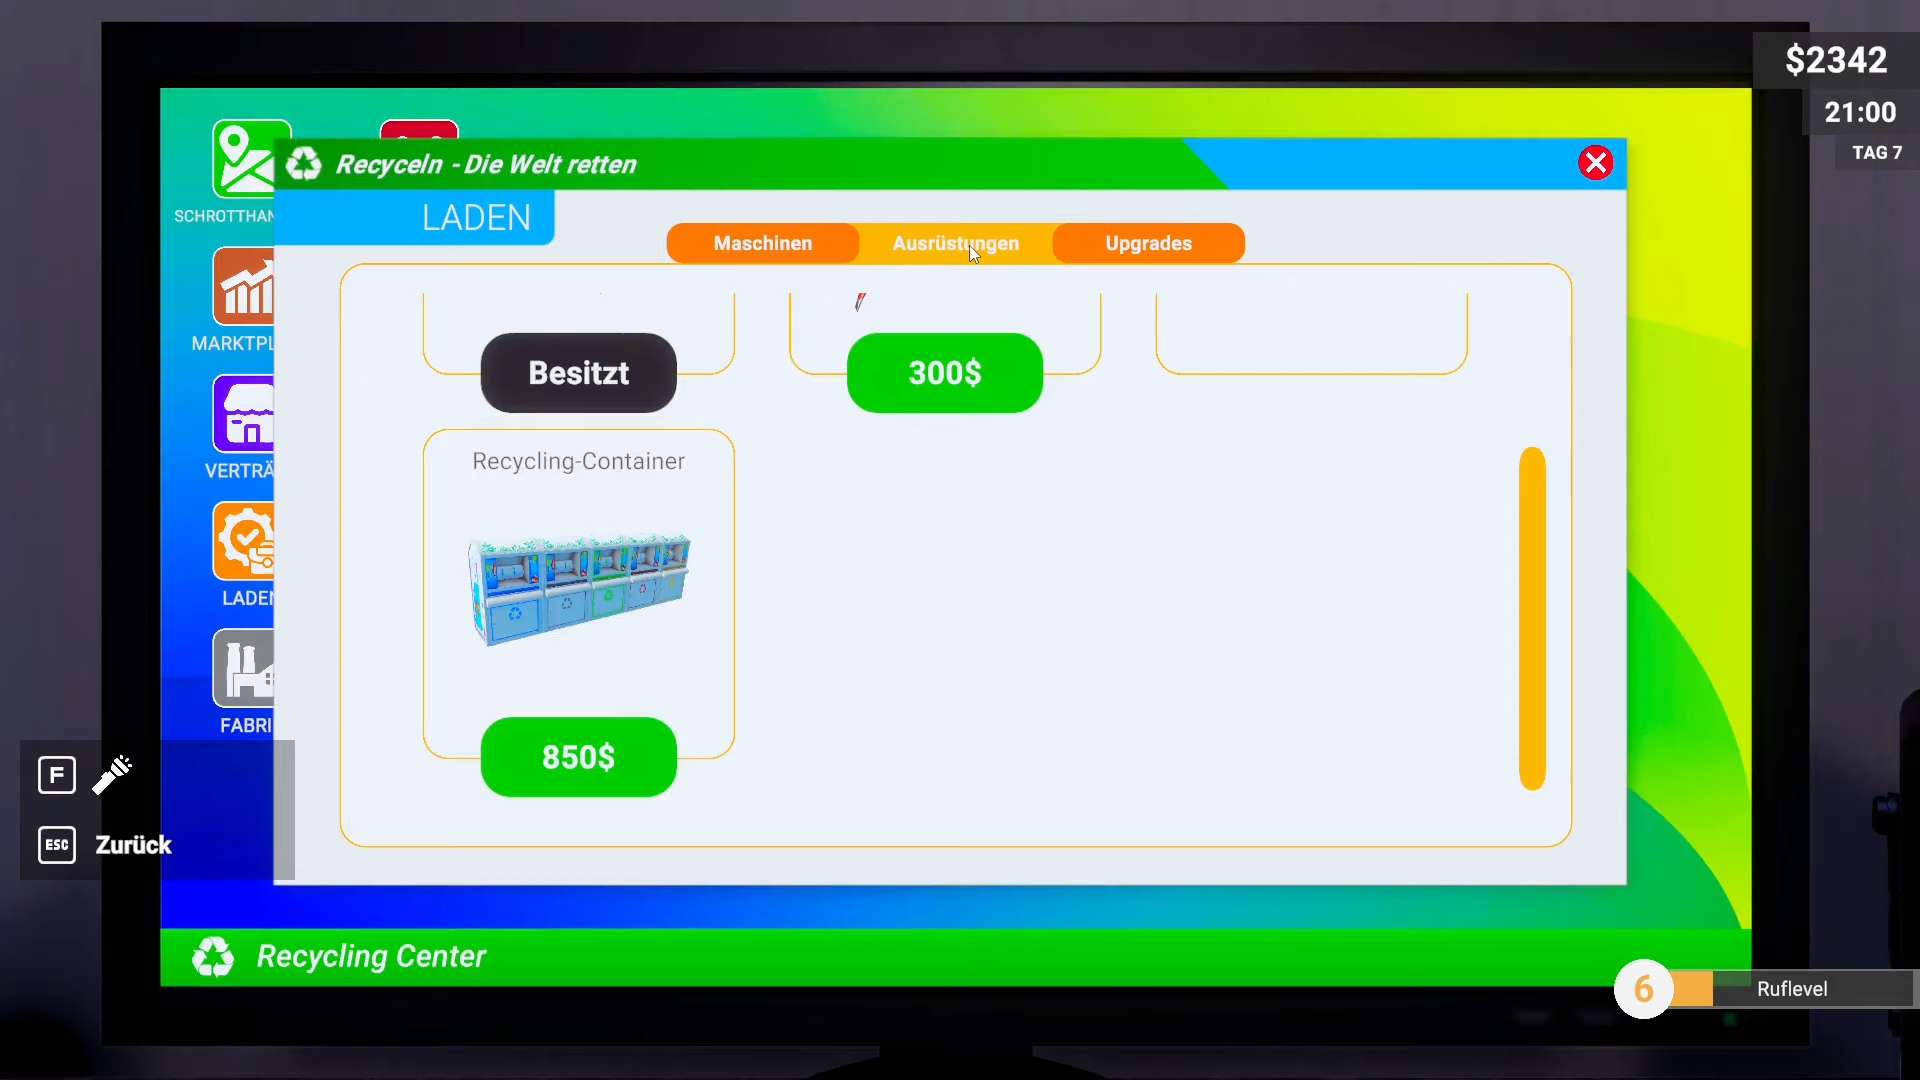 $2342
21:00
TAG 7
Recyceln - Die Welt retten
LADEN
Maschinen
Ausrüstungen
Upgrades
SCHROTTHAN
MARKTPL
VERTRÄ
LADEN
FABRI
Besitzt
300$
Recycling-Container
850$
F
ESC
Zurück
Recycling Center
6
Ruflevel